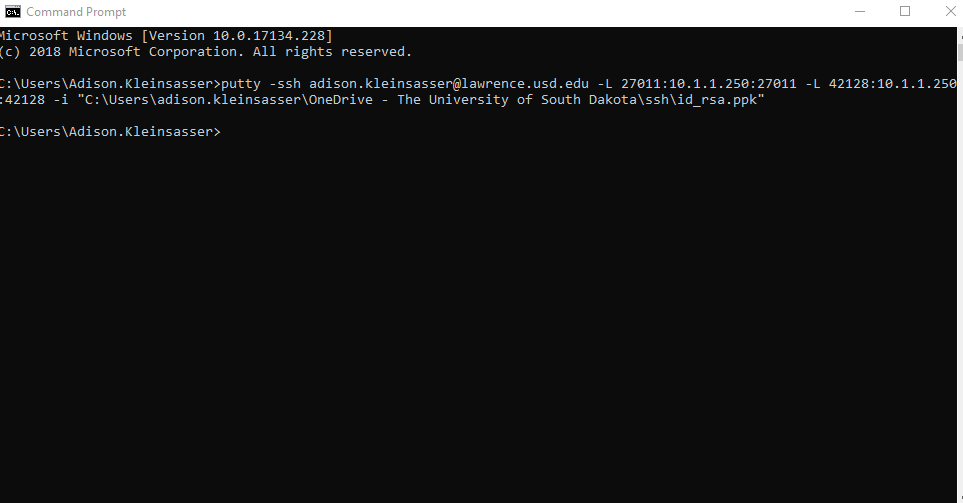 Command Prompt
Microsoft Windows [Version 10.0.17134.228]
(c) 2018 Microsoft Corporation. All rights reserved.
C:\Users\Adison.Kleinsasser>putty -ssh adison.kleinsasser@lawrence.usd.edu -L 27011:10.1.1.250:27011 -L 42128:10.1.1.250
:42128 -i "C:\Users\adison.kleinsasser\OneDrive - The University of South Dakota\ssh\id_rsa.ppk"
C:\Users\Adison.Kleinsasser>